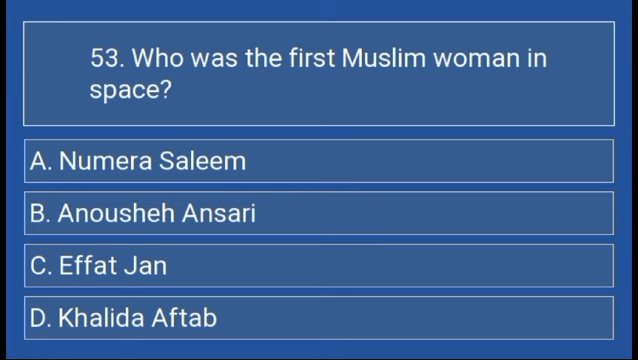 53. Who was the first Muslim woman in
space?
A. Numera Saleem
B. Anousheh Ansari
C. Effat Jan
D. Khalida Aftab